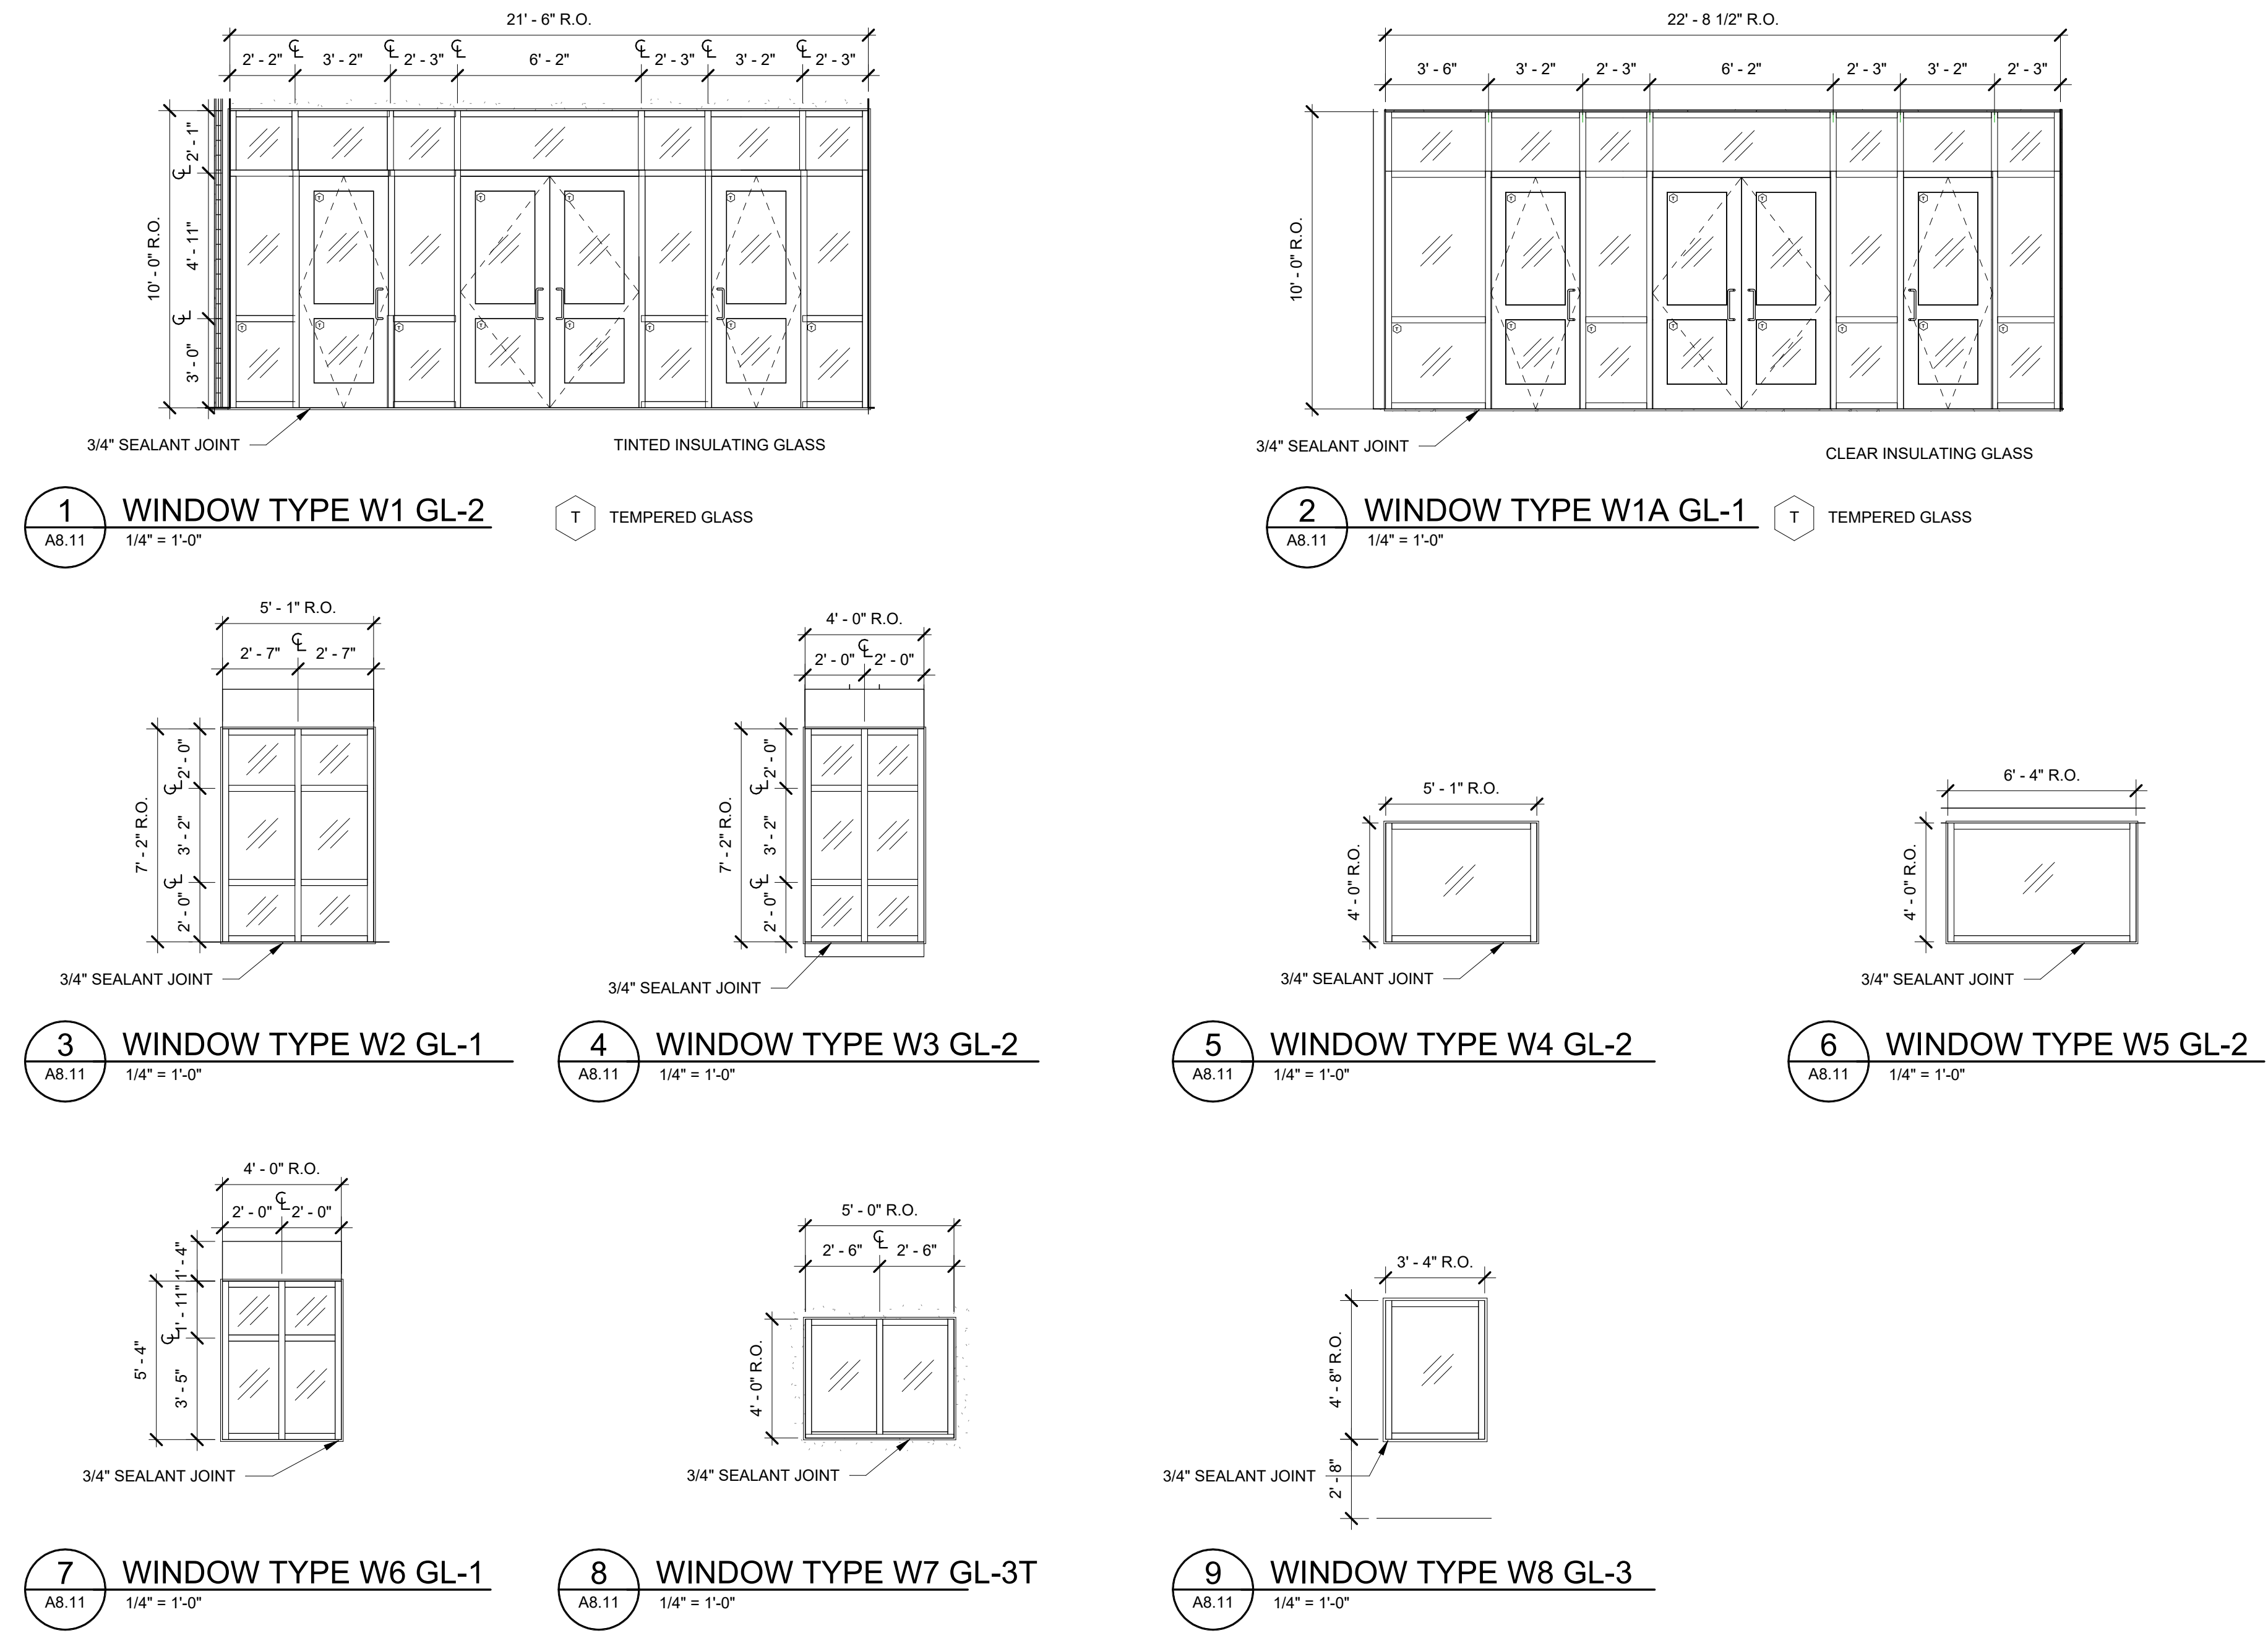 21' - 6" R.O.
2' - 2" ℄ 3' - 2" ℄ 2' - 3" ℄ 6' - 2" ℄ 2' - 3" ℄ 3' - 2" ℄ 2' - 3"
10' - 0" R.O.
℄ 2' - 1"
℄ 4' - 11"
3' - 0"
T T T T
T T T T T T T T
3/4" SEALANT JOINT
TINTED INSULATING GLASS
1
A8.11
WINDOW TYPE W1 GL-2
1/4" = 1'-0"
T TEMPERED GLASS
22' - 8 1/2" R.O.
3' - 6" 3' - 2" 2' - 3" 6' - 2" 2' - 3" 3' - 2" 2' - 3"
10' - 0" R.O.
T T T T
T T T T T T T T
3/4" SEALANT JOINT
CLEAR INSULATING GLASS
2
A8.11
WINDOW TYPE W1A GL-1
1/4" = 1'-0"
T TEMPERED GLASS
5' - 1" R.O.
2' - 7" ℄ 2' - 7"
7' - 2" R.O.
℄ 2' - 0"
℄ 3' - 2"
2' - 0"
3/4" SEALANT JOINT
3
A8.11
WINDOW TYPE W2 GL-1
1/4" = 1'-0"
4' - 0" R.O.
2' - 0" ℄ 2' - 0"
7' - 2" R.O.
℄ 2' - 0"
℄ 3' - 2"
2' - 0"
3/4" SEALANT JOINT
4
A8.11
WINDOW TYPE W3 GL-2
1/4" = 1'-0"
5' - 1" R.O.
4' - 0" R.O.
3/4" SEALANT JOINT
5
A8.11
WINDOW TYPE W4 GL-2
1/4" = 1'-0"
6' - 4" R.O.
4' - 0" R.O.
3/4" SEALANT JOINT
6
A8.11
WINDOW TYPE W5 GL-2
1/4" = 1'-0"
4' - 0" R.O.
2' - 0" ℄ 2' - 0"
1' - 4"
5' - 4"
℄ 1' - 11"
3' - 5"
3/4" SEALANT JOINT
7
A8.11
WINDOW TYPE W6 GL-1
1/4" = 1'-0"
5' - 0" R.O.
2' - 6" ℄ 2' - 6"
4' - 0" R.O.
3/4" SEALANT JOINT
8
A8.11
WINDOW TYPE W7 GL-3T
1/4" = 1'-0"
3' - 4" R.O.
4' - 8" R.O.
3/4" SEALANT JOINT
2' - 8"
9
A8.11
WINDOW TYPE W8 GL-3
1/4" = 1'-0"